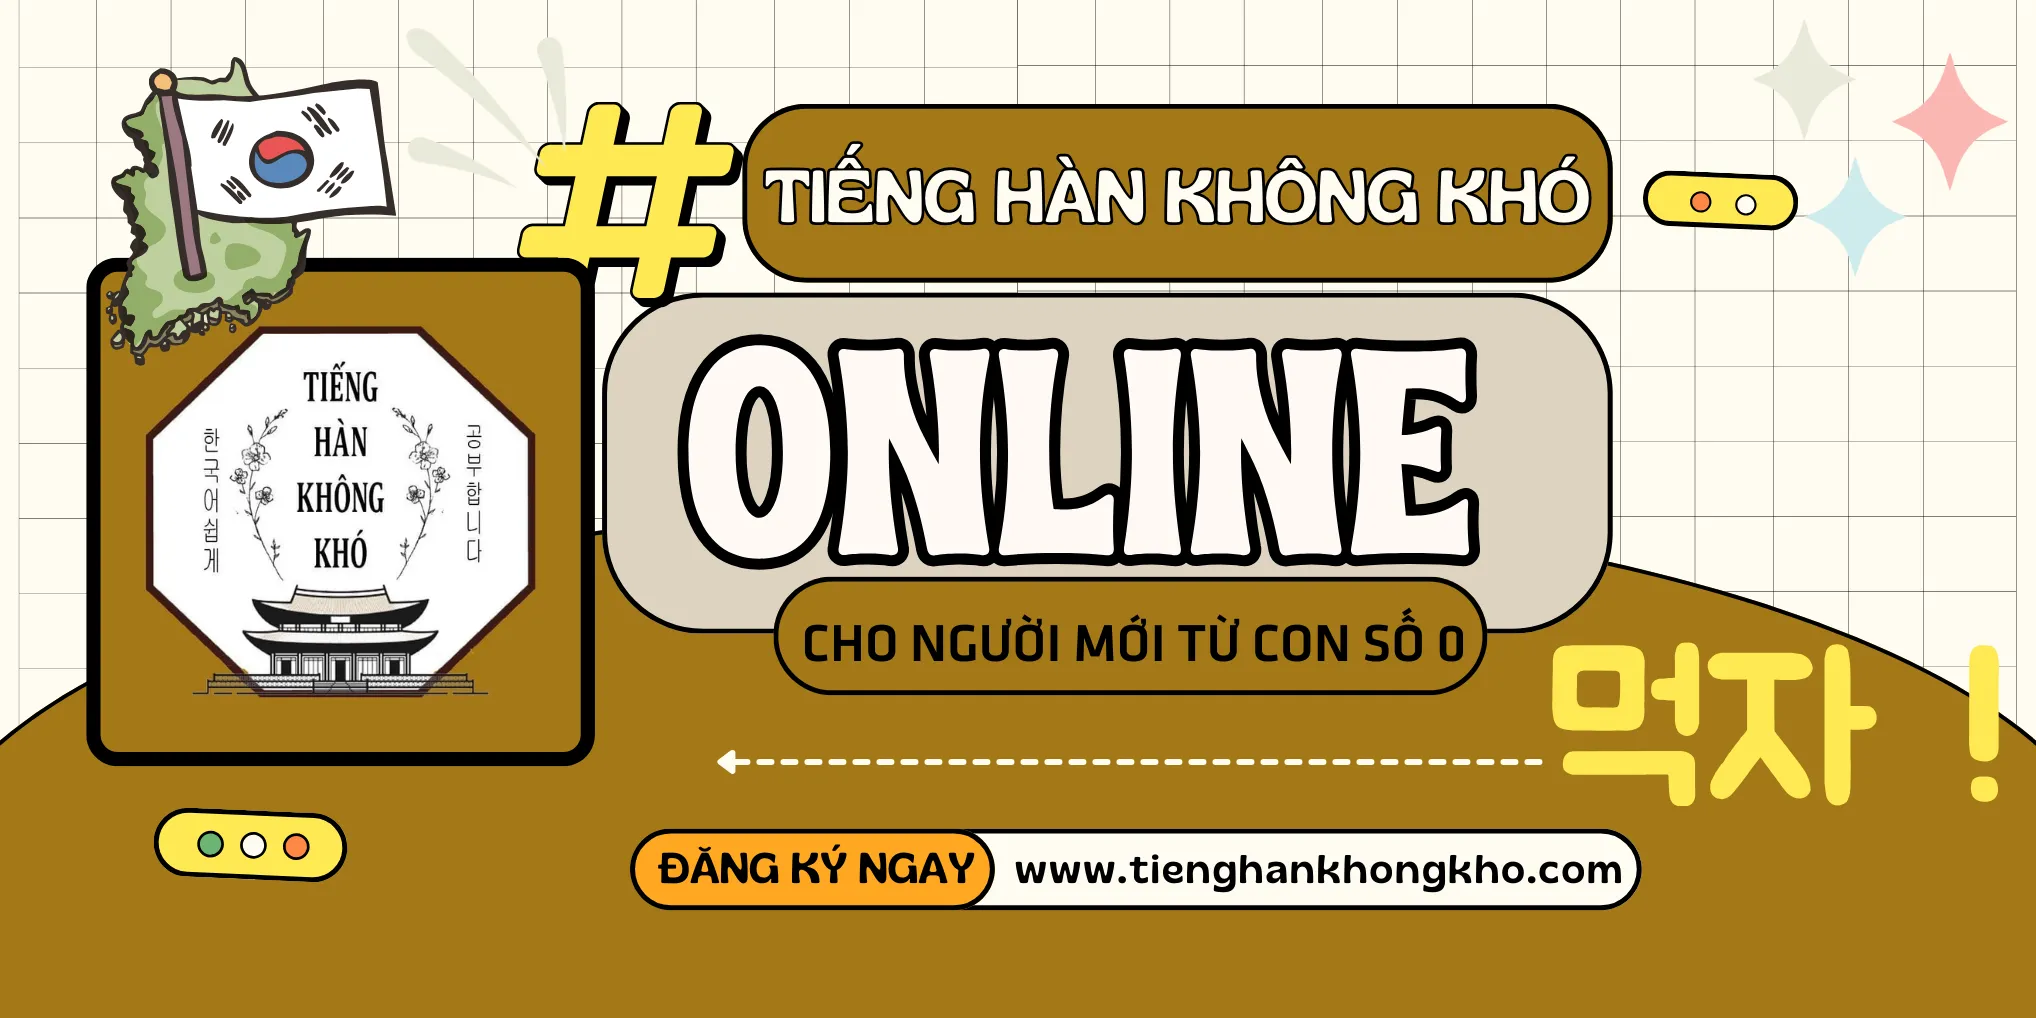 #
TIẾNG HÀN KHÔNG KHÓ
ONLINE
CHO NGƯỜI MỚI TỪ CON SỐ 0
TIẾNG
HÀN
KHÔNG
KHÓ
한국어쉽게
공부합니다
먹자 !
ĐĂNG KÝ NGAY
www.tienghankhongkho.com